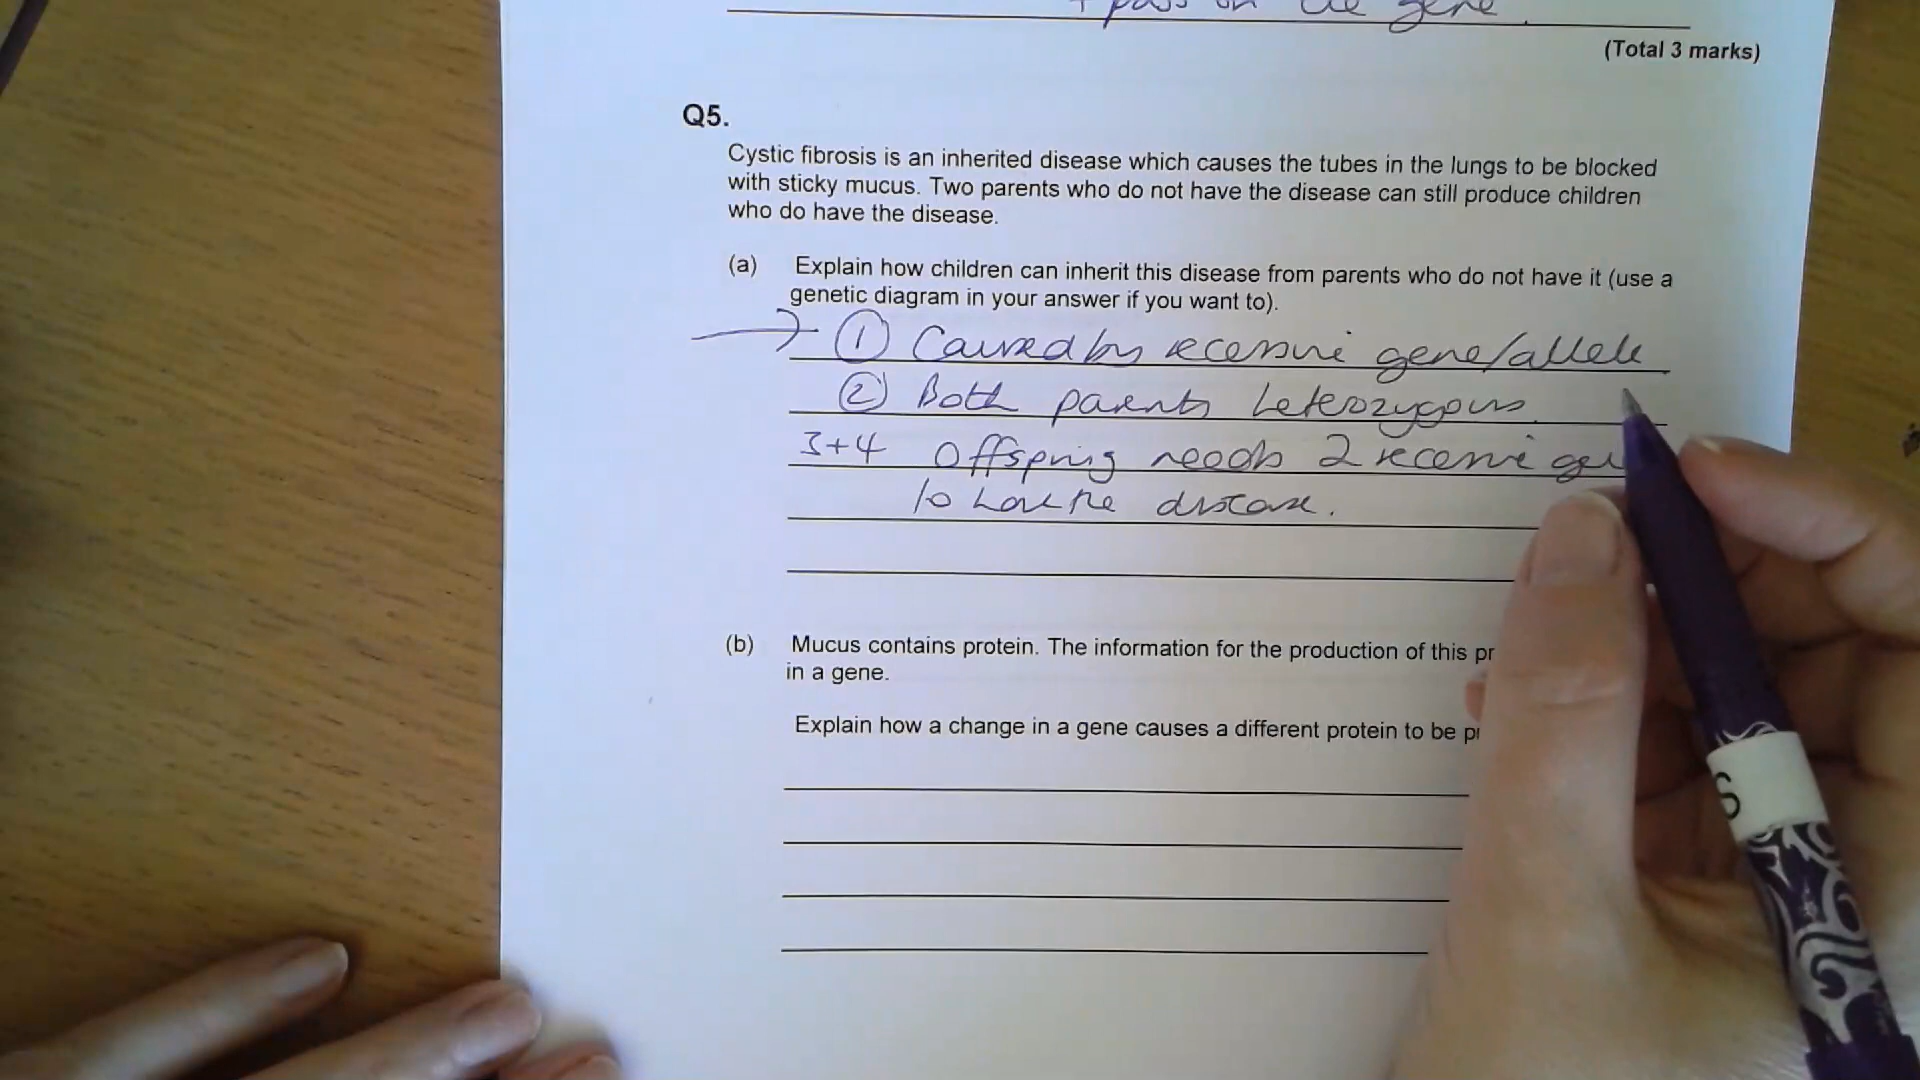 + pass on the gene.
(Total 3 marks)
Q5.
Cystic fibrosis is an inherited disease which causes the tubes in the lungs to be blocked
with sticky mucus. Two parents who do not have the disease can still produce children
who do have the disease.
(a) Explain how children can inherit this disease from parents who do not have it (use a
genetic diagram in your answer if you want to).
→ ① Caused by recessive gene/allele
② Both parents heterozygous.
3+4 Offspring needs 2 recessive
to have the disease.
(b) Mucus contains protein. The information for the production of this pr
in a gene.
Explain how a change in a gene causes a different protein to be
S